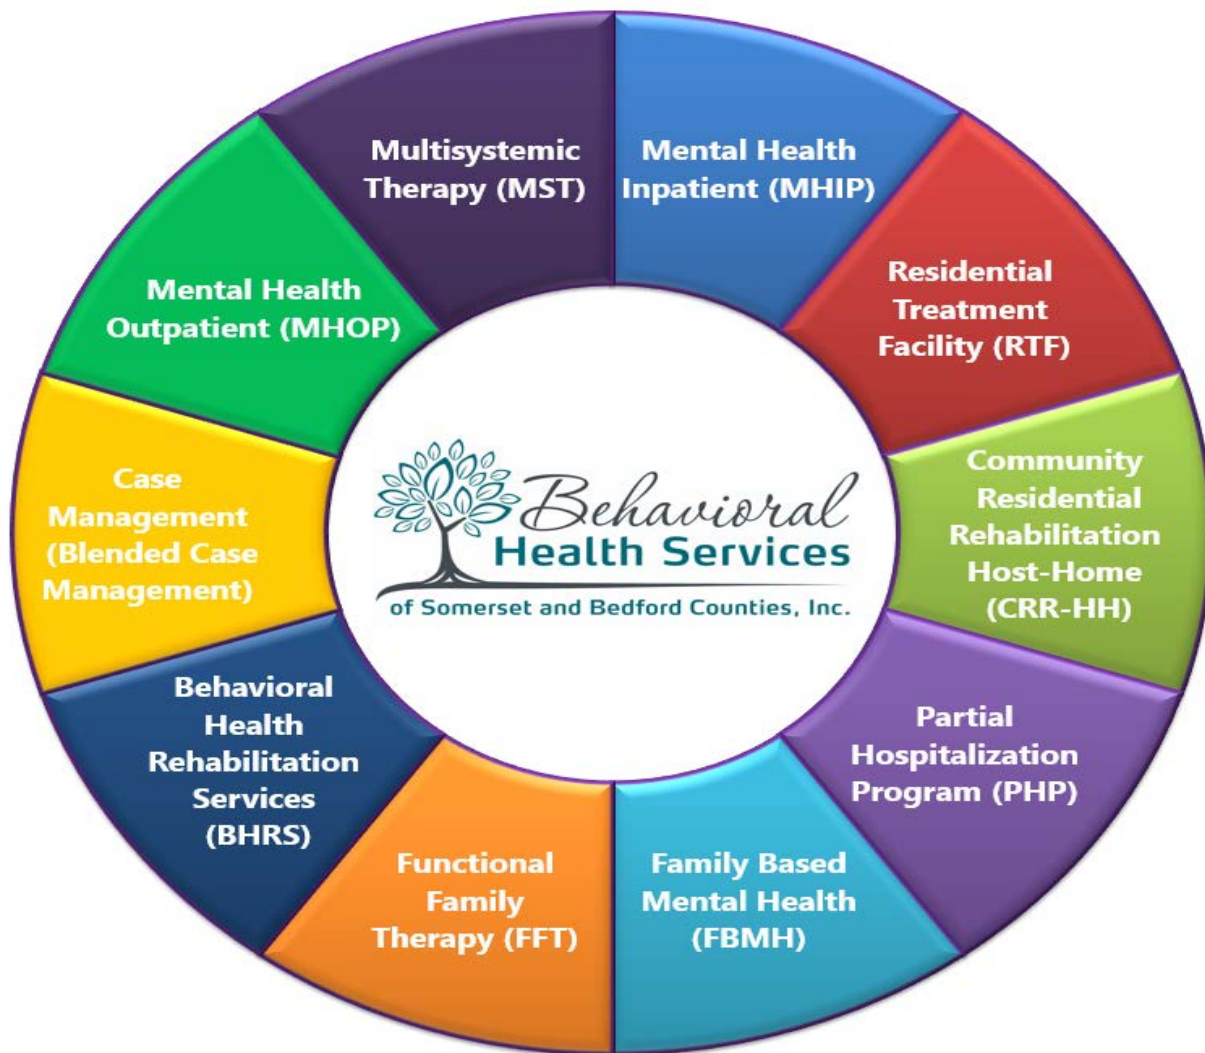 Multisystemic
Therapy (MST)
Mental Health
Inpatient (MHIP)
Residential
Treatment
Facility (RTF)
Community
Residential
Rehabilitation
Host-Home
(CRR-HH)
Partial
Hospitalization
Program (PHP)
Family Based
Mental Health
(FBMH)
Functional
Family
Therapy (FFT)
Behavioral
Health
Rehabilitation
Services
(BHRS)
Case
Management
(Blended Case
Management)
Mental Health
Outpatient (MHOP)
Behavioral
Health Services
of Somerset and Bedford Counties, Inc.